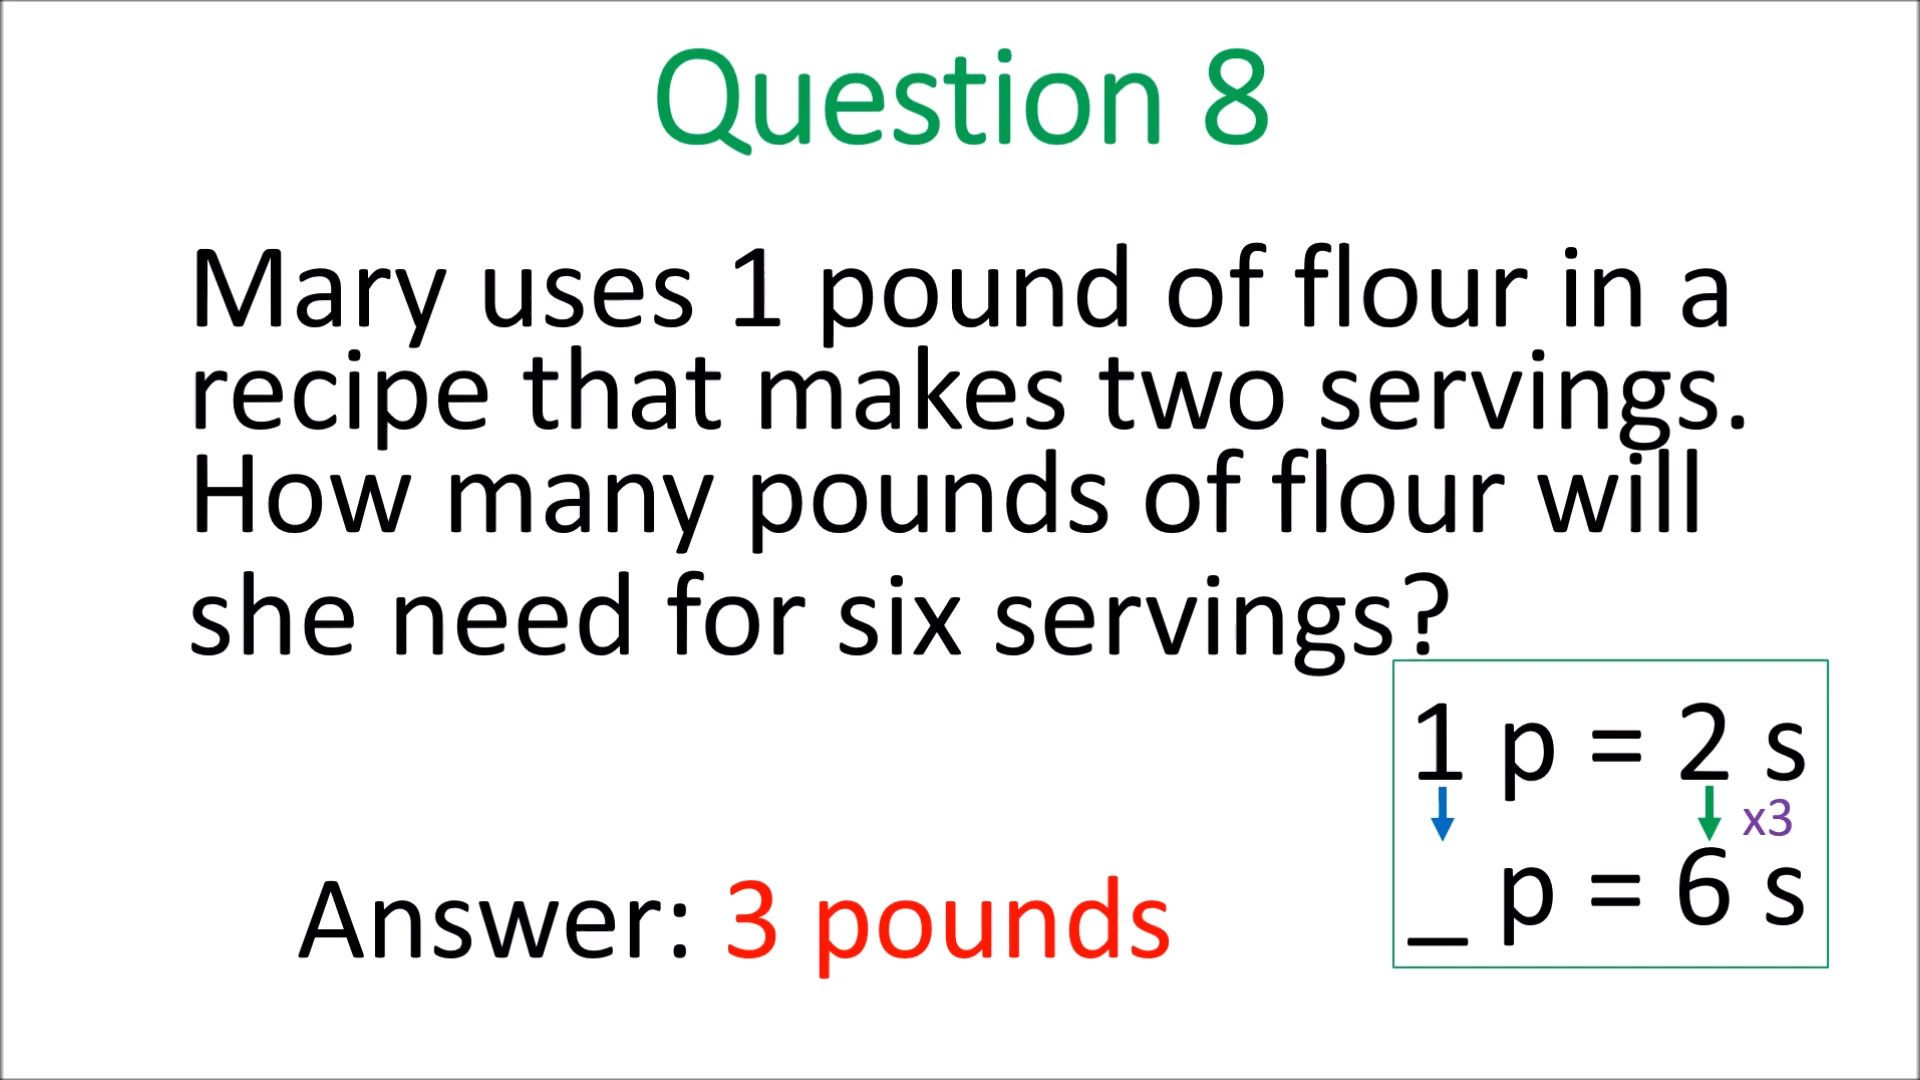 Question 8
Mary uses 1 pound of flour in a
recipe that makes two servings.
How many pounds of flour will
she need for six servings?
1 p = 2 s
x3
_ p = 6 s
Answer: 3 pounds